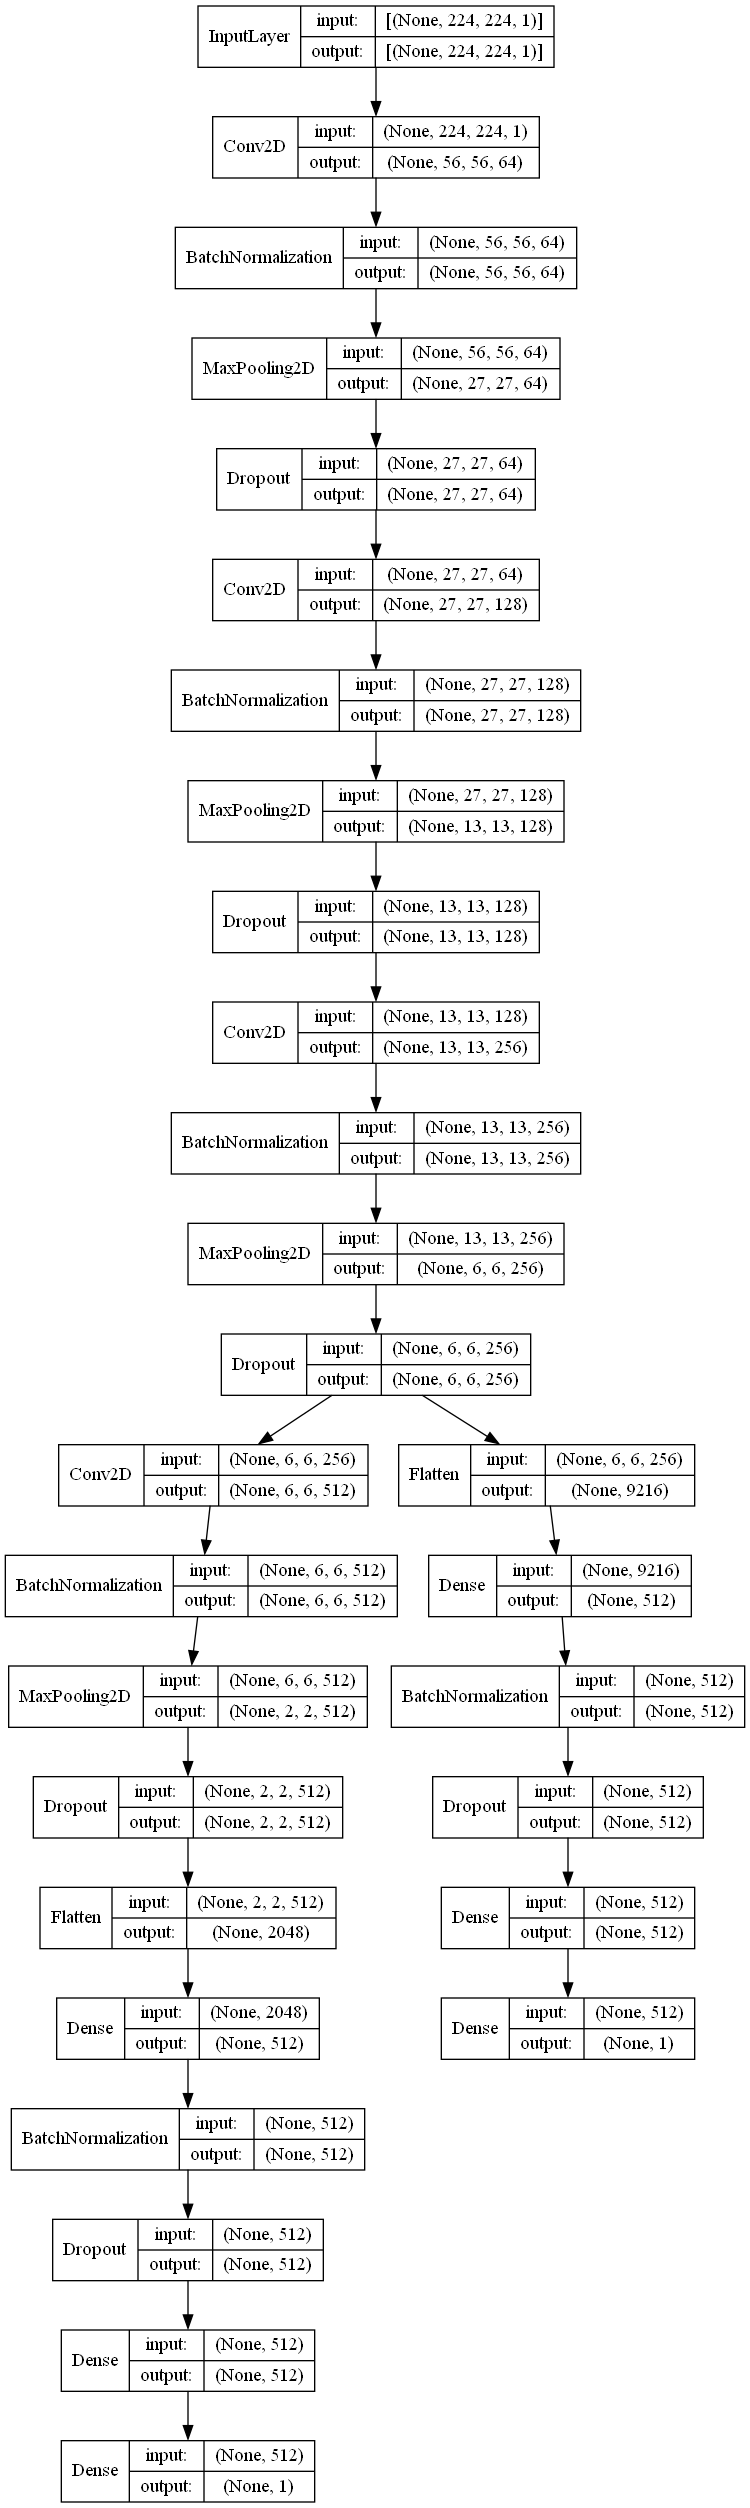 InputLayer
input: [(None, 224, 224, 1)]
output: [(None, 224, 224, 1)]
Conv2D
input: (None, 224, 224, 1)
output: (None, 56, 56, 64)
BatchNormalization
input: (None, 56, 56, 64)
output: (None, 56, 56, 64)
MaxPooling2D
input: (None, 56, 56, 64)
output: (None, 27, 27, 64)
Dropout
input: (None, 27, 27, 64)
output: (None, 27, 27, 64)
Conv2D
input: (None, 27, 27, 64)
output: (None, 27, 27, 128)
BatchNormalization
input: (None, 27, 27, 128)
output: (None, 27, 27, 128)
MaxPooling2D
input: (None, 27, 27, 128)
output: (None, 13, 13, 128)
Dropout
input: (None, 13, 13, 128)
output: (None, 13, 13, 128)
Conv2D
input: (None, 13, 13, 128)
output: (None, 13, 13, 256)
BatchNormalization
input: (None, 13, 13, 256)
output: (None, 13, 13, 256)
MaxPooling2D
input: (None, 13, 13, 256)
output: (None, 6, 6, 256)
Dropout
input: (None, 6, 6, 256)
output: (None, 6, 6, 256)
Conv2D
input: (None, 6, 6, 256)
output: (None, 6, 6, 512)
BatchNormalization
input: (None, 6, 6, 512)
output: (None, 6, 6, 512)
MaxPooling2D
input: (None, 6, 6, 512)
output: (None, 2, 2, 512)
Dropout
input: (None, 2, 2, 512)
output: (None, 2, 2, 512)
Flatten
input: (None, 2, 2, 512)
output: (None, 2048)
Dense
input: (None, 2048)
output: (None, 512)
BatchNormalization
input: (None, 512)
output: (None, 512)
Dropout
input: (None, 512)
output: (None, 512)
Dense
input: (None, 512)
output: (None, 512)
Dense
input: (None, 512)
output: (None, 1)
Flatten
input: (None, 6, 6, 256)
output: (None, 9216)
Dense
input: (None, 9216)
output: (None, 512)
BatchNormalization
input: (None, 512)
output: (None, 512)
Dropout
input: (None, 512)
output: (None, 512)
Dense
input: (None, 512)
output: (None, 512)
Dense
input: (None, 512)
output: (None, 1)